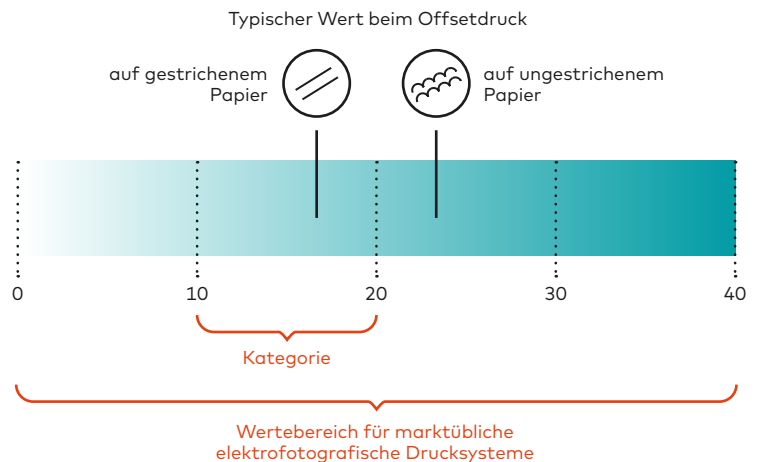 Typischer Wert beim Offsetdruck
auf gestrichenem
Papier
auf ungestrichenem
Papier
0
10
20
30
40
Kategorie
Wertebereich für marktübliche
elektrofotografische Drucksysteme